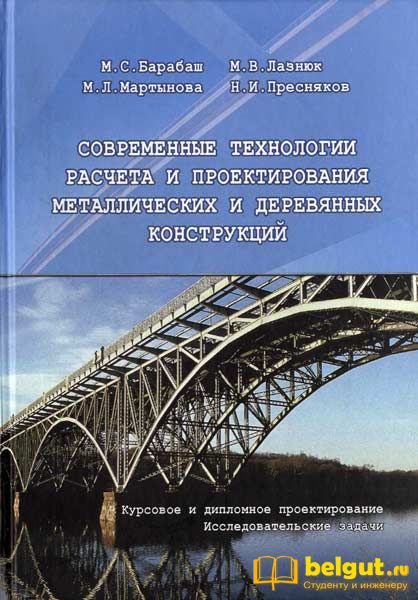 М.С.Барабаш М.В.Лазнюк
М.Л.Мартынова Н.И.Пресняков
СОВРЕМЕННЫЕ ТЕХНОЛОГИИ
РАСЧЕТА И ПРОЕКТИРОВАНИЯ
МЕТАЛЛИЧЕСКИХ И ДЕРЕВЯННЫХ
КОНСТРУКЦИЙ
Курсовое и дипломное проектирование
Исследовательские задачи
belgut.ru
Студенту и инженеру